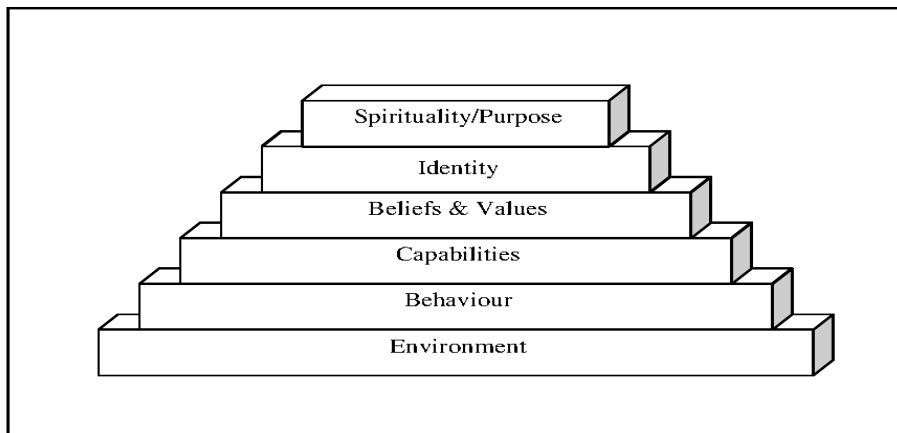 Spirituality/Purpose
Identity
Beliefs & Values
Capabilities
Behaviour
Environment